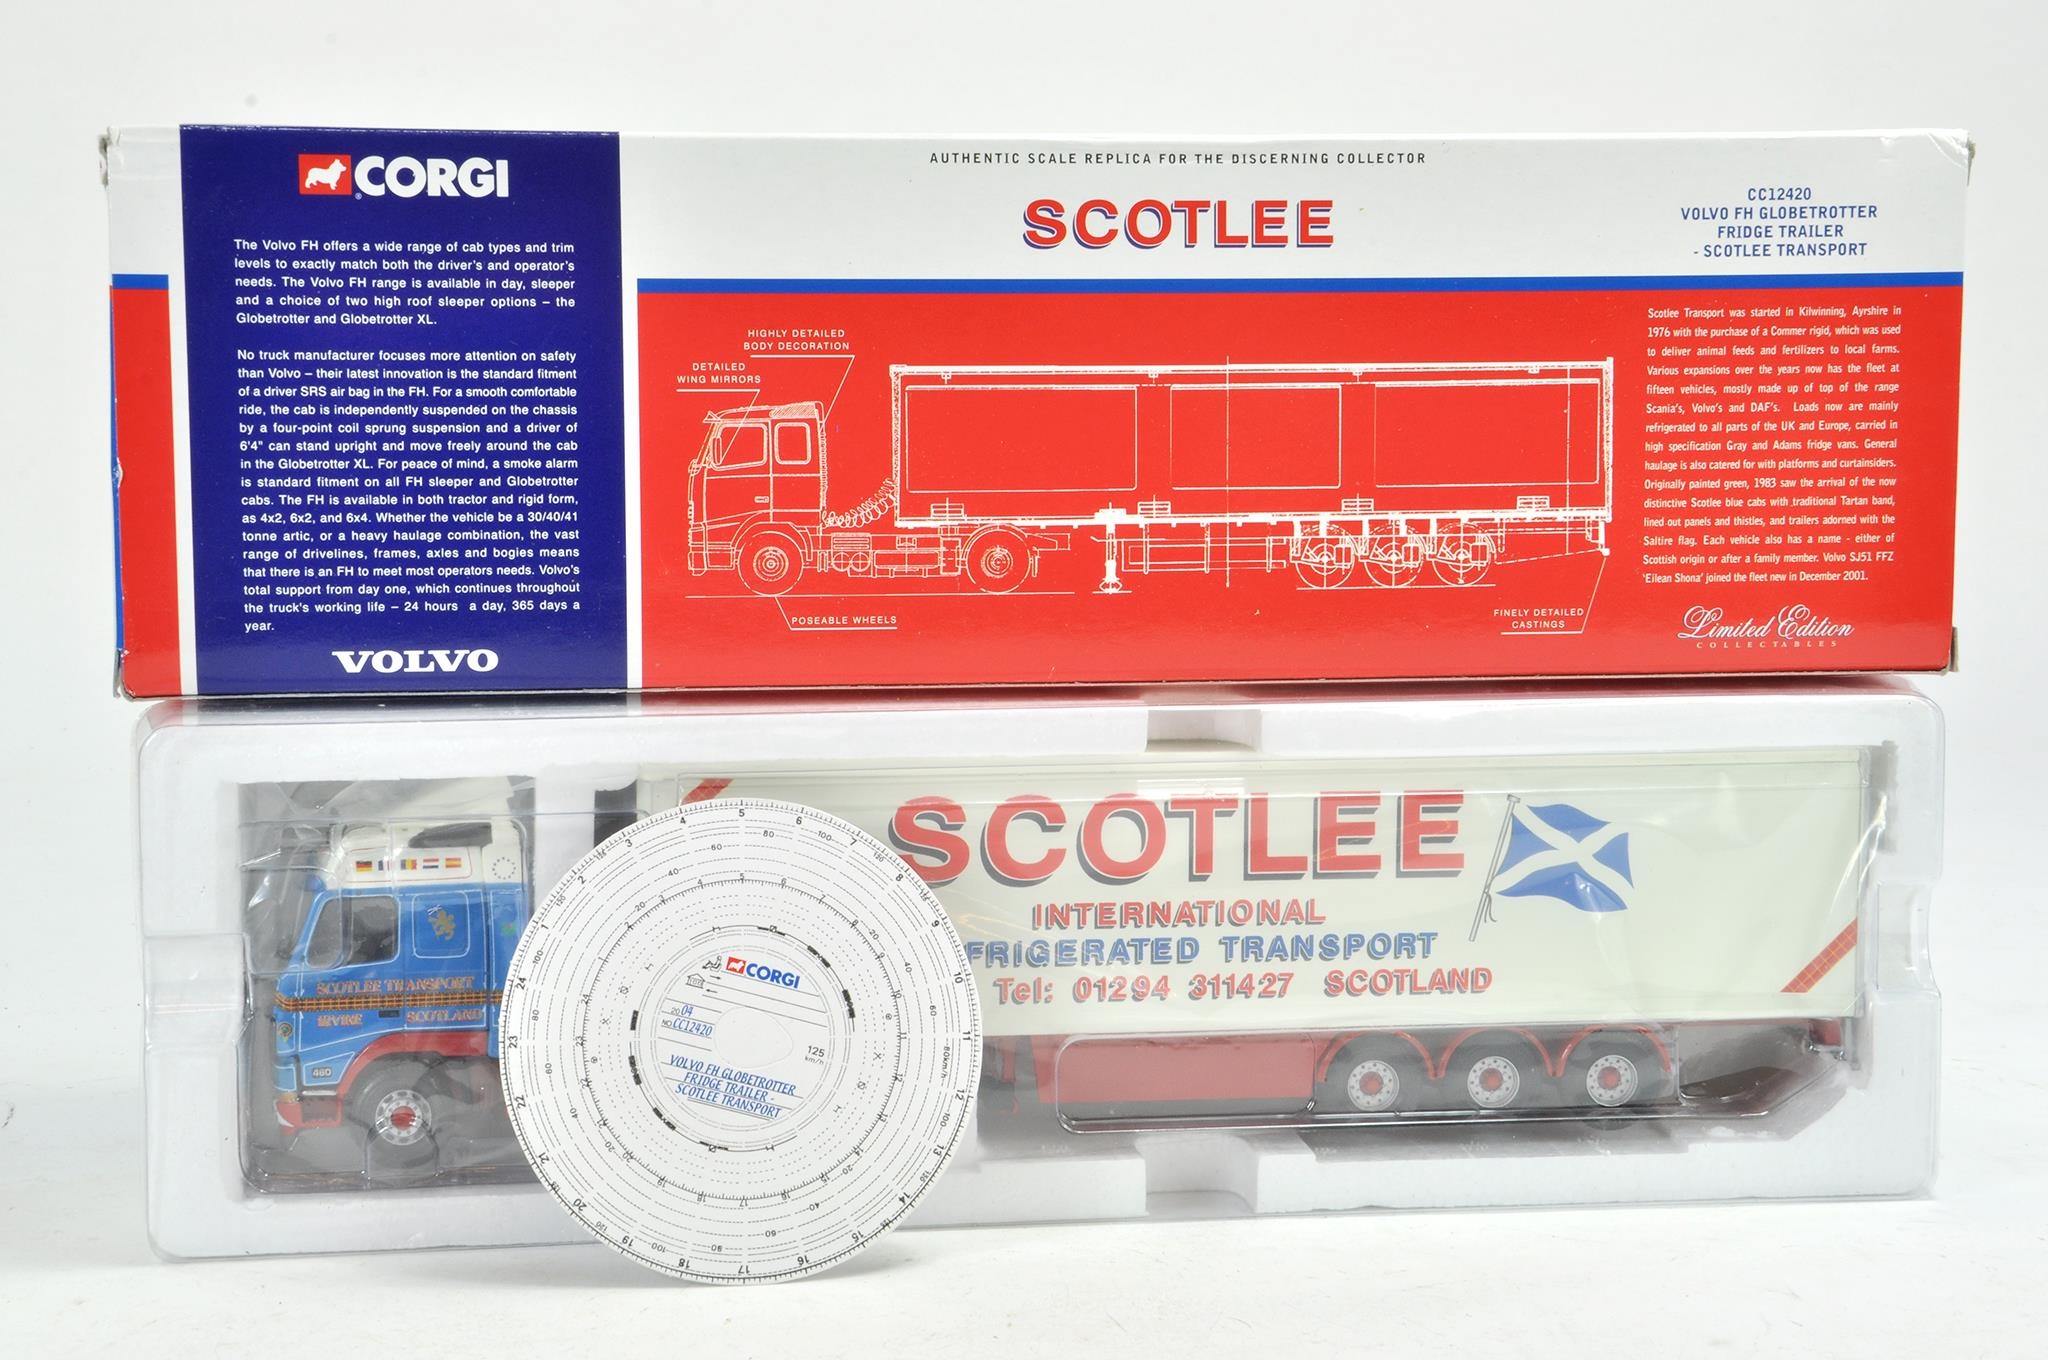 CORGI
The Volvo FH offers a wide range of cab types and trim
levels to exactly match both the driver's and operator's
needs. The Volvo FH range is available in day, sleeper
and a choice of two high roof sleeper options – the
Globetrotter and Globetrotter XL.
No truck manufacturer focuses more attention on safety
than Volvo – their latest innovation is the standard fitment
of a driver SRS air bag in the FH. For a smooth comfortable
ride, the cab is independently suspended on the chassis
by a four-point coil sprung suspension and a driver of
6'4" can stand upright and move freely around the cab
in the Globetrotter XL. For peace of mind, a smoke alarm
is standard fitment on all FH sleeper and Globetrotter
cabs. The FH is available in both tractor and rigid form,
as 4x2, 6x2, and 6x4. Whether the vehicle be a 30/40/41
tonne artic, or a heavy haulage combination, the vast
range of drivelines, frames, axles and bogies means
that there is an FH to meet most operators needs. Volvo's
total support from day one, which continues throughout
the truck's working life – 24 hours a day, 365 days a
year.
VOLVO
AUTHENTIC SCALE REPLICA FOR THE DISCERNING COLLECTOR
SCOTLEE
CC12420
VOLVO FH GLOBETROTTER
FRIDGE TRAILER
- SCOTLEE TRANSPORT
HIGHLY DETAILED
BODY DECORATION
DETAILED
WING MIRRORS
POSEABLE WHEELS
FINELY DETAILED
CASTINGS
Scotlee Transport was started in Kilwinning, Ayrshire in
1976 with the purchase of a Commer rigid, which was used
to deliver animal feeds and fertilizers to local farms.
Various expansions over the years now has the fleet at
fifteen vehicles, mostly made up of top of the range
Scania's, Volvo's and DAF's. Loads now are mainly
refrigerated to all parts of the UK and Europe, carried in
high specification Gray and Adams fridge vans. General
haulage is also catered for with platforms and curtainsiders.
Originally painted green, 1983 saw the arrival of the now
distinctive Scotlee blue cabs with traditional Tartan band,
lined out panels and thistles, and trailers adorned with the
Saltire flag. Each vehicle also has a name - either of
Scottish origin or after a family member. Volvo SJ51 FFZ
'Eilean Shona' joined the fleet new in December 2001.
Limited Edition
COLLECTABLES
SCOTLEE
INTERNATIONAL
FRIGERATED TRANSPORT
Tel: 01294 311427 SCOTLAND
SCOTLEE TRANSPORT
IRVINE SCOTLAND
460
CORGI
20 04
NO. CC12420
125
km/h
VOLVO FH GLOBETROTTER
FRIDGE TRAILER -
SCOTLEE TRANSPORT